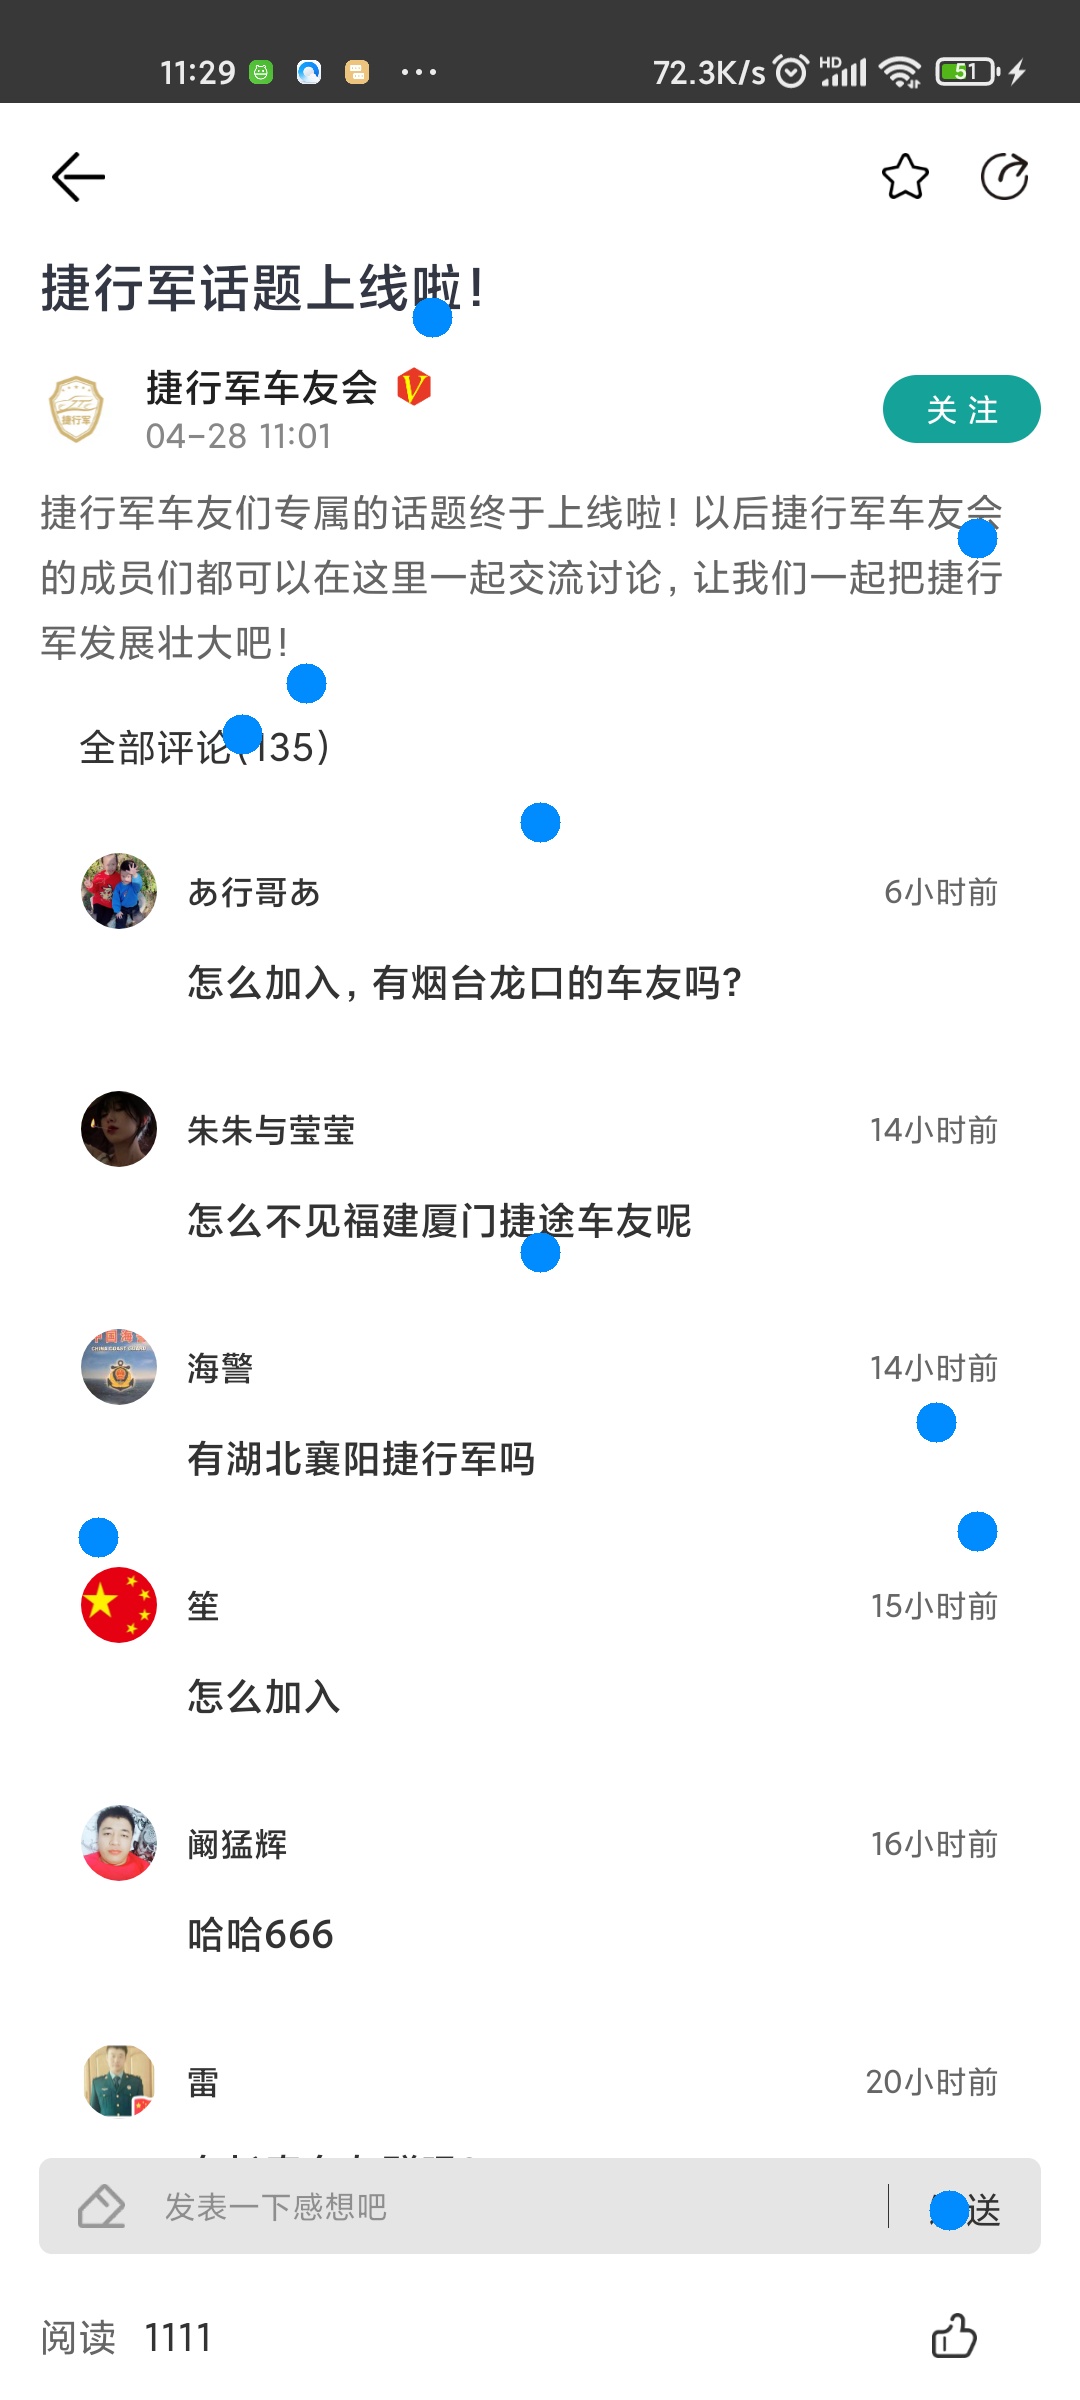 11:29
72.3K/s HD 51
捷行军话题上线啦!
捷行军车友会
04-28 11:01
关注
捷行军
捷行军车友们专属的话题终于上线啦!以后捷行军车友会
的成员们都可以在这里一起交流讨论,让我们一起把捷行
军发展壮大吧!
全部评论(135)
あ行哥あ
6小时前
怎么加入,有烟台龙口的车友吗?
朱朱与莹莹
14小时前
怎么不见福建厦门捷途车友呢
海警
14小时前
有湖北襄阳捷行军吗
笙
15小时前
怎么加入
阚猛辉
16小时前
哈哈666
雷
20小时前
发表一下感想吧
送
阅读 1111